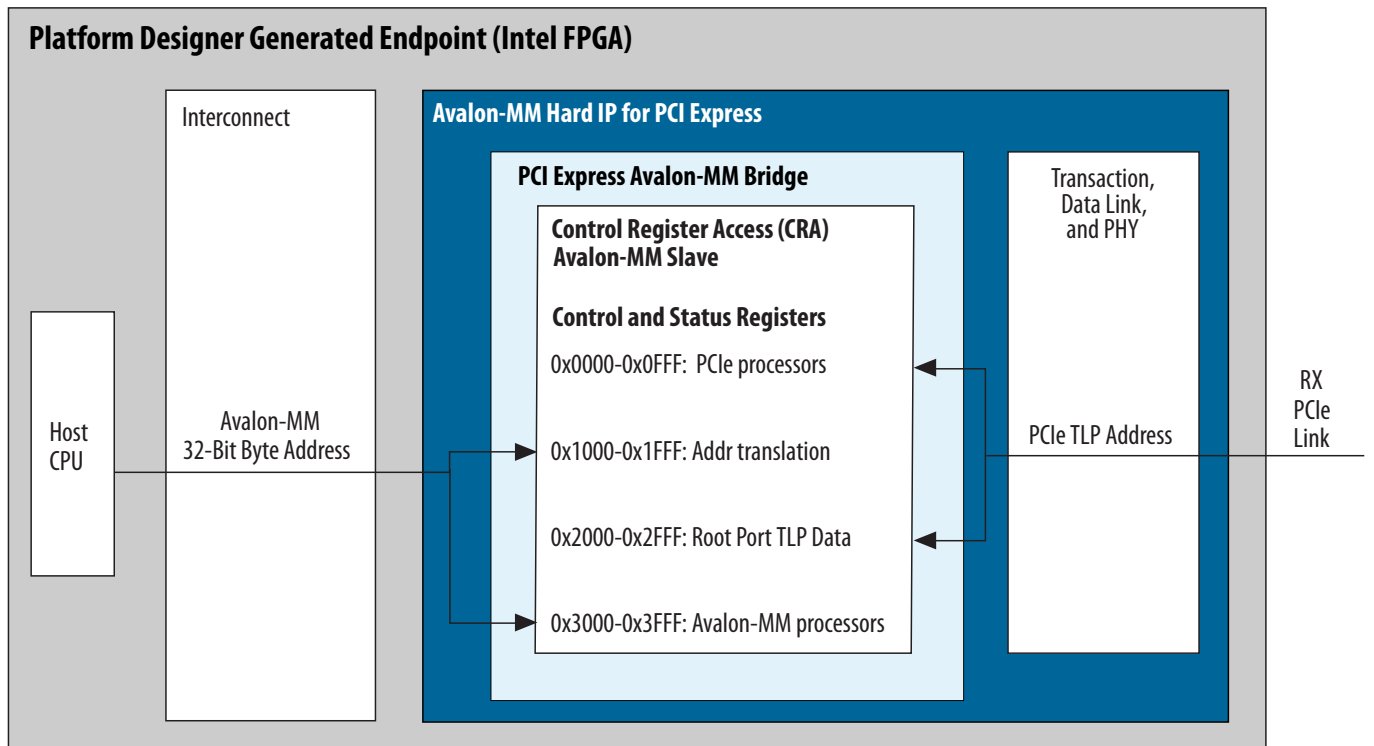 Platform Designer Generated Endpoint (Intel FPGA)
Interconnect
Avalon-MM Hard IP for PCI Express
PCI Express Avalon-MM Bridge
Transaction,
Data Link,
and PHY
Control Register Access (CRA)
Avalon-MM Slave
Control and Status Registers
0x0000-0x0FFF: PCIe processors
Host
CPU
Avalon-MM
32-Bit Byte Address
0x1000-0x1FFF: Addr translation
PCIe TLP Address
RX
PCIe
Link
0x2000-0x2FFF: Root Port TLP Data
0x3000-0x3FFF: Avalon-MM processors